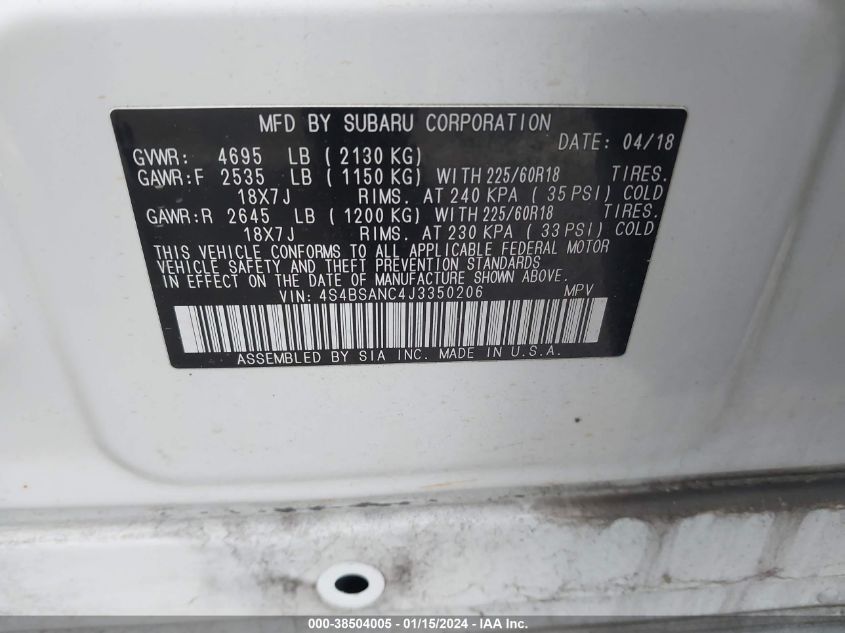 MFD BY SUBARU CORPORATION
DATE: 04/18
GVWR: 4695 LB ( 2130 KG)
GAWR:F 2535 LB ( 1150 KG) WITH 225/60R18 TIRES.
18X7J RIMS. AT 240 KPA ( 35 PSI) COLD
GAWR:R 2645 LB ( 1200 KG) WITH 225/60R18 TIRES.
18X7J RIMS. AT 230 KPA ( 33 PSI) COLD
THIS VEHICLE CONFORMS TO ALL APPLICABLE FEDERAL MOTOR
VEHICLE SAFETY AND THEFT PREVENTION STANDARDS
IN EFFECT ON THE DATE OF MANUFACTURE SHOWN ABOVE.
VIN: 4S4BSANC4J3350206 MPV
ASSEMBLED BY SIA INC. MADE IN U.S.A.
000-38504005 - 01/15/2024 - IAA Inc.